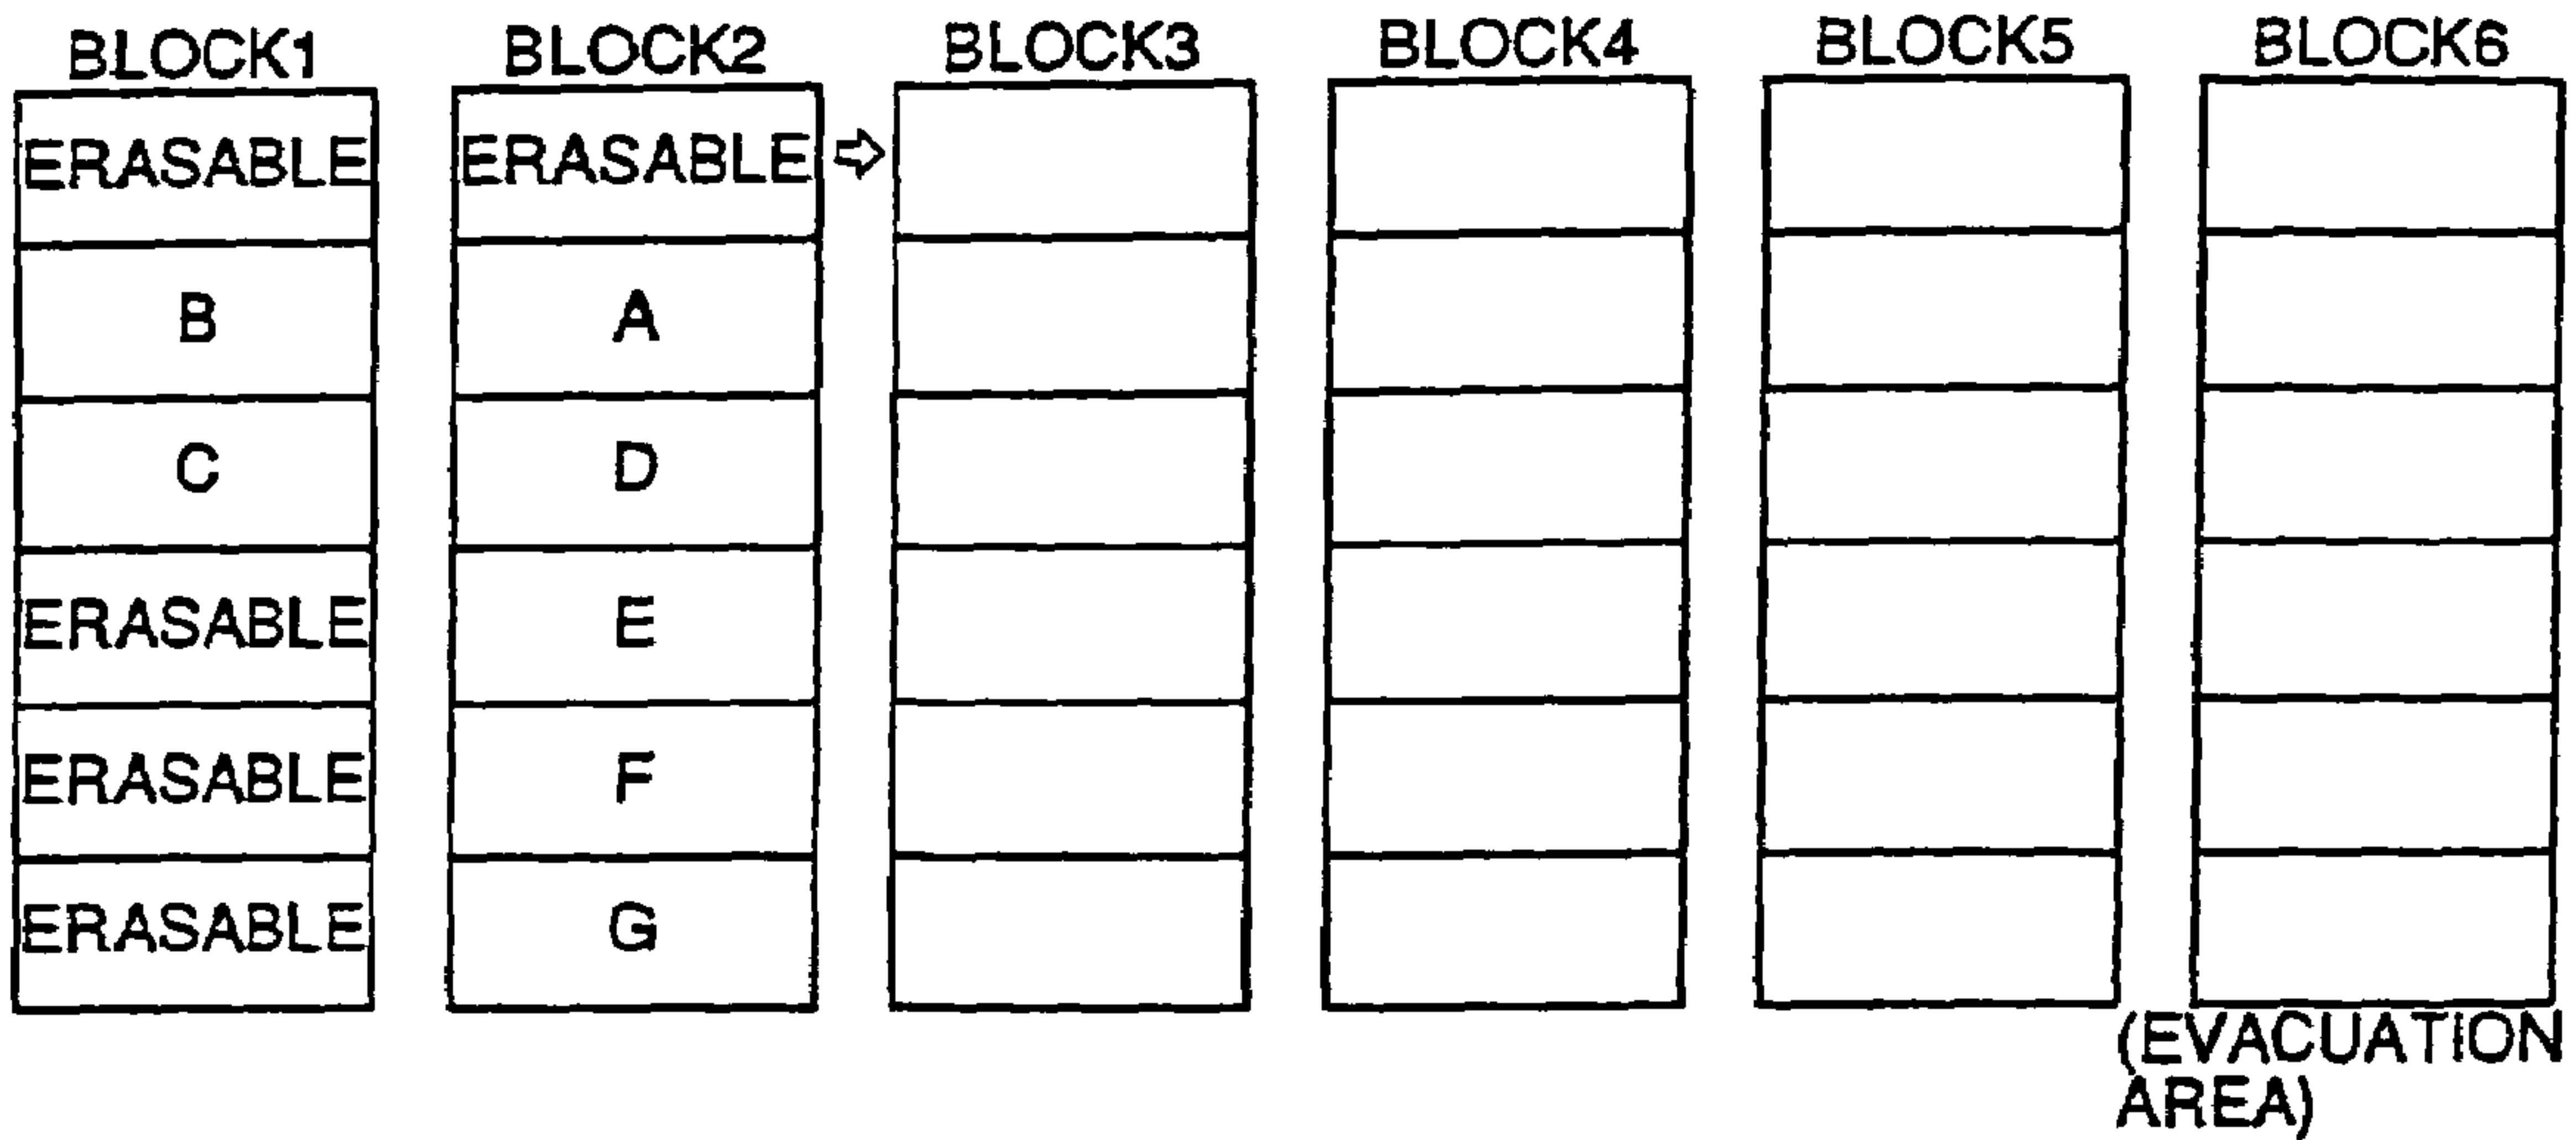 BLOCK1 BLOCK2 BLOCK3 BLOCK4 BLOCK5 BLOCK6
ERASABLE ERASABLE
B A
C D
ERASABLE E
ERASABLE F
ERASABLE G
(EVACUATION
AREA)